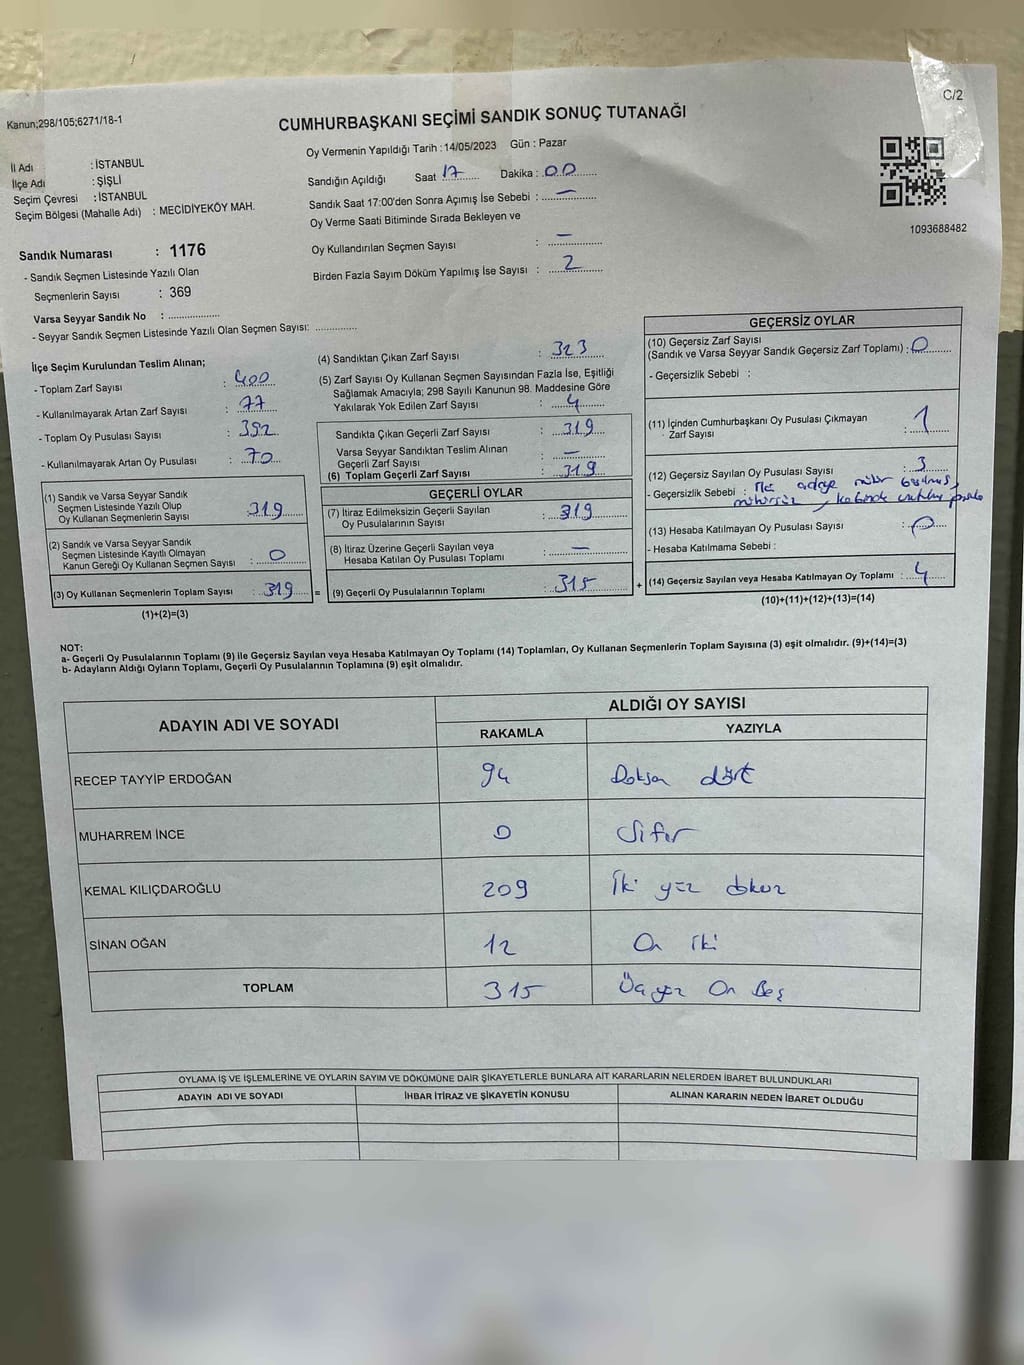 Kanun;298/105;6271/18-1
C/2
CUMHURBAŞKANI SEÇİMİ SANDIK SONUÇ TUTANAĞI
Oy Vermenin Yapıldığı Tarih : 14/05/2023 Gün : Pazar
İl Adı : İSTANBUL
İlçe Adı : ŞİŞLİ
Seçim Çevresi : İSTANBUL
Seçim Bölgesi (Mahalle Adı) : MECİDİYEKÖY MAH.
Sandığın Açıldığı Saat 17 Dakika : 00
Sandık Saat 17:00'den Sonra Açımış İse Sebebi : —
Oy Verme Saati Bitiminde Sırada Bekleyen ve
Oy Kullandırılan Seçmen Sayısı : —
Birden Fazla Sayım Döküm Yapılmış İse Sayısı : 2
1093688482
Sandık Numarası : 1176
- Sandık Seçmen Listesinde Yazılı Olan
Seçmenlerin Sayısı : 369
Varsa Seyyar Sandık No : ....................
- Seyyar Sandık Seçmen Listesinde Yazılı Olan Seçmen Sayısı: ................
İlçe Seçim Kurulundan Teslim Alınan;
- Toplam Zarf Sayısı : 400
- Kullanılmayarak Artan Zarf Sayısı : 77
- Toplam Oy Pusulası Sayısı : 392
- Kullanılmayarak Artan Oy Pusulası : 70
(1) Sandık ve Varsa Seyyar Sandık
Seçmen Listesinde Yazılı Olup
Oy Kullanan Seçmenlerin Sayısı 319
(2) Sandık ve Varsa Seyyar Sandık
Seçmen Listesinde Kayıtlı Olmayan
Kanun Gereği Oy Kullanan Seçmen Sayısı : 0
(3) Oy Kullanan Seçmenlerin Toplam Sayısı : 319 =
(1)+(2)=(3)
(4) Sandıktan Çıkan Zarf Sayısı : 323
(5) Zarf Sayısı Oy Kullanan Seçmen Sayısından Fazla İse, Eşitliği
Sağlamak Amacıyla; 298 Sayılı Kanunun 98. Maddesine Göre
Yakılarak Yok Edilen Zarf Sayısı : 4
Sandıkta Çıkan Geçerli Zarf Sayısı : 319
Varsa Seyyar Sandıktan Teslim Alınan
Geçerli Zarf Sayısı : —
(6) Toplam Geçerli Zarf Sayısı : 319
GEÇERLİ OYLAR
(7) İtiraz Edilmeksizin Geçerli Sayılan
Oy Pusulalarının Sayısı : 319
(8) İtiraz Üzerine Geçerli Sayılan veya
Hesaba Katılan Oy Pusulası Toplamı : —
(9) Geçerli Oy Pusulalarının Toplamı : 315 +
GEÇERSİZ OYLAR
(10) Geçersiz Zarf Sayısı
(Sandık ve Varsa Seyyar Sandık Geçersiz Zarf Toplamı) : 0
- Geçersizlik Sebebi :
(11) İçinden Cumhurbaşkanı Oy Pusulası Çıkmayan
Zarf Sayısı : 1
(12) Geçersiz Sayılan Oy Pusulası Sayısı : 3
- Geçersizlik Sebebi : adaya mühür
mühürsüz,
(13) Hesaba Katılmayan Oy Pusulası Sayısı : 0
- Hesaba Katılmama Sebebi :
(14) Geçersiz Sayılan veya Hesaba Katılmayan Oy Toplamı : 4
(10)+(11)+(12)+(13)=(14)
NOT:
a- Geçerli Oy Pusulalarının Toplamı (9) ile Geçersiz Sayılan veya Hesaba Katılmayan Oy Toplamı (14) Toplamları, Oy Kullanan Seçmenlerin Toplam Sayısına (3) eşit olmalıdır. (9)+(14)=(3)
b- Adayların Aldığı Oyların Toplamı, Geçerli Oy Pusulalarının Toplamına (9) eşit olmalıdır.
ADAYIN ADI VE SOYADI ALDIĞI OY SAYISI
RAKAMLA YAZIYLA
RECEP TAYYİP ERDOĞAN 94 Doksan dört
MUHARREM İNCE 0 Sıfır
KEMAL KILIÇDAROĞLU 209 İki yüz dokuz
SİNAN OĞAN 12 On iki
TOPLAM 315 Üç yüz On Beş
OYLAMA İŞ VE İŞLEMLERİNE VE OYLARIN SAYIM VE DÖKÜMÜNE DAİR ŞİKAYETLERLE BUNLARA AİT KARARLARIN NELERDEN İBARET BULUNDUKLARI
ADAYIN ADI VE SOYADI İHBAR İTİRAZ VE ŞİKAYETİN KONUSU ALINAN KARARIN NEDEN İBARET OLDUĞU